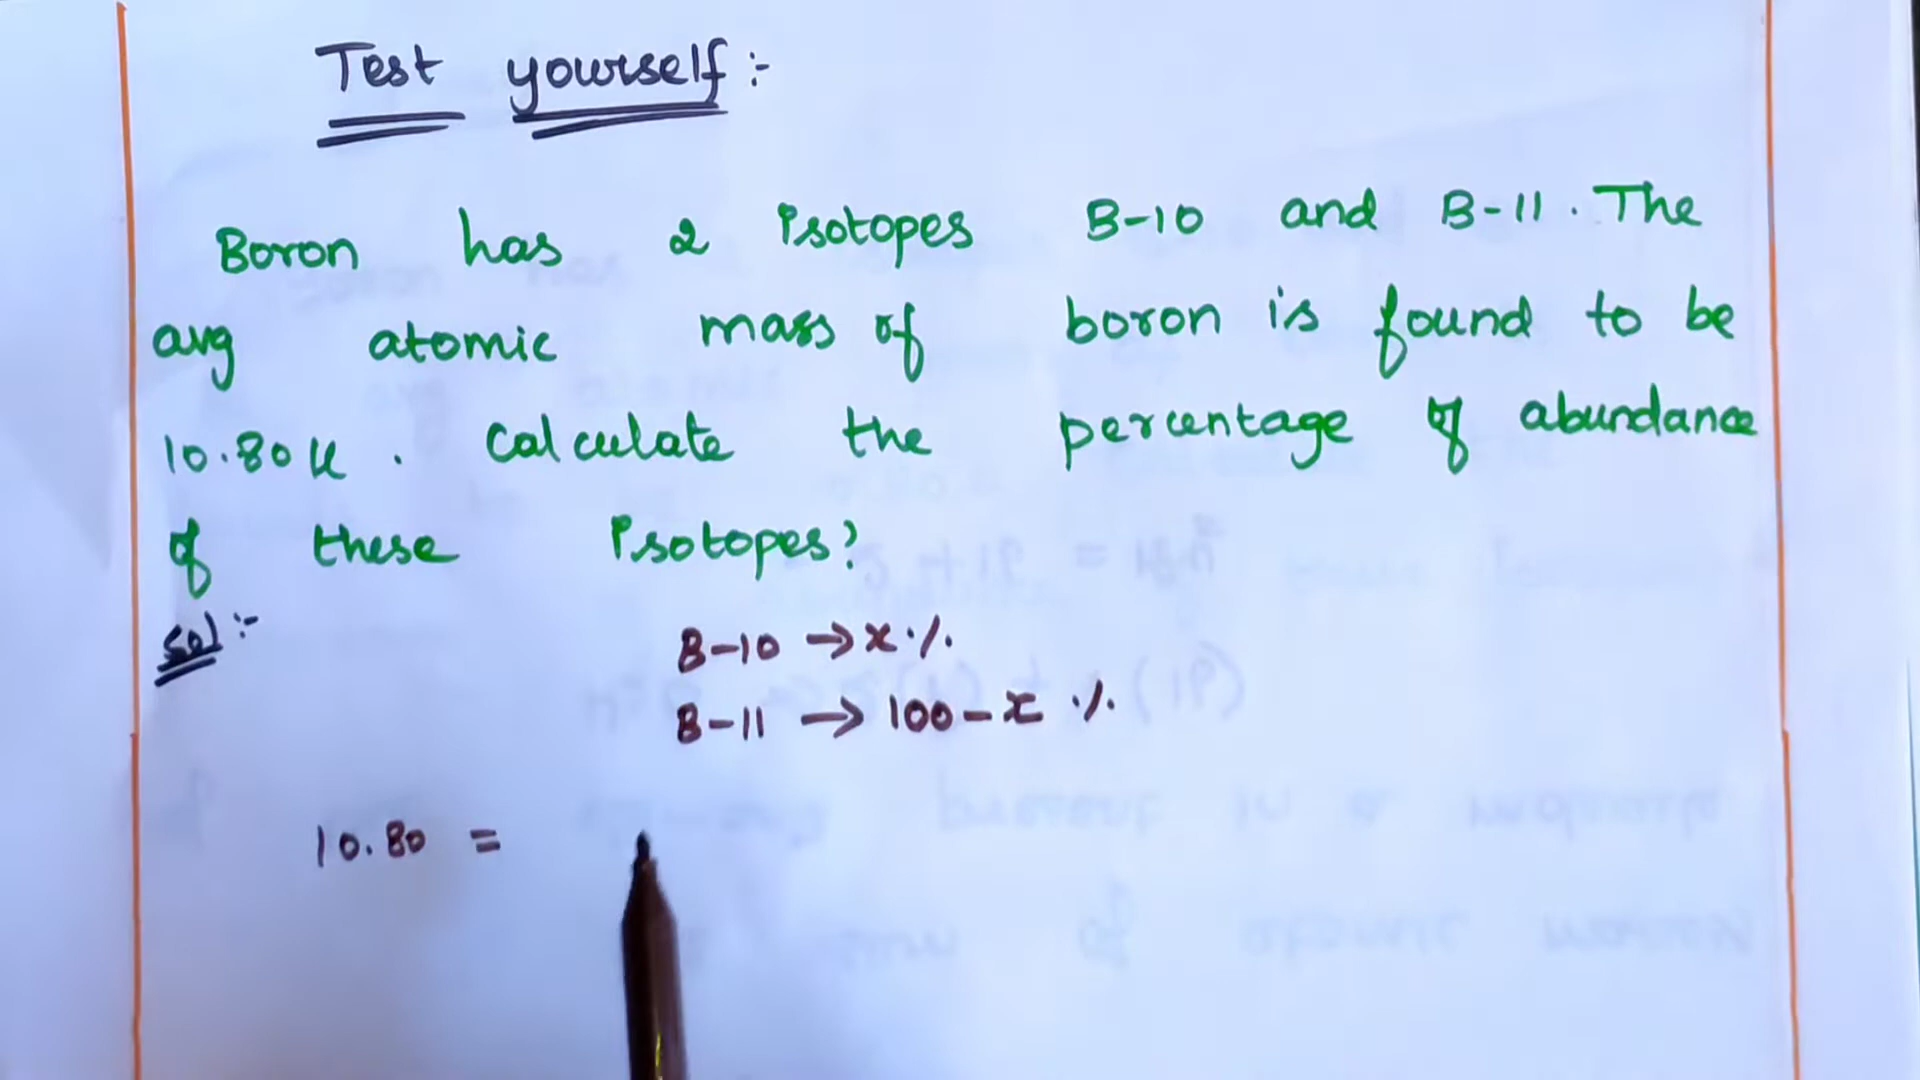 Test yourself :-
Boron has 2 isotopes B-10 and B-11. The
avg atomic mass of boron is found to be
10.80u. Calculate the percentage of abundance
of these isotopes?
Sol :-
B-10 → x %
B-11 → 100-x %
10.80 =